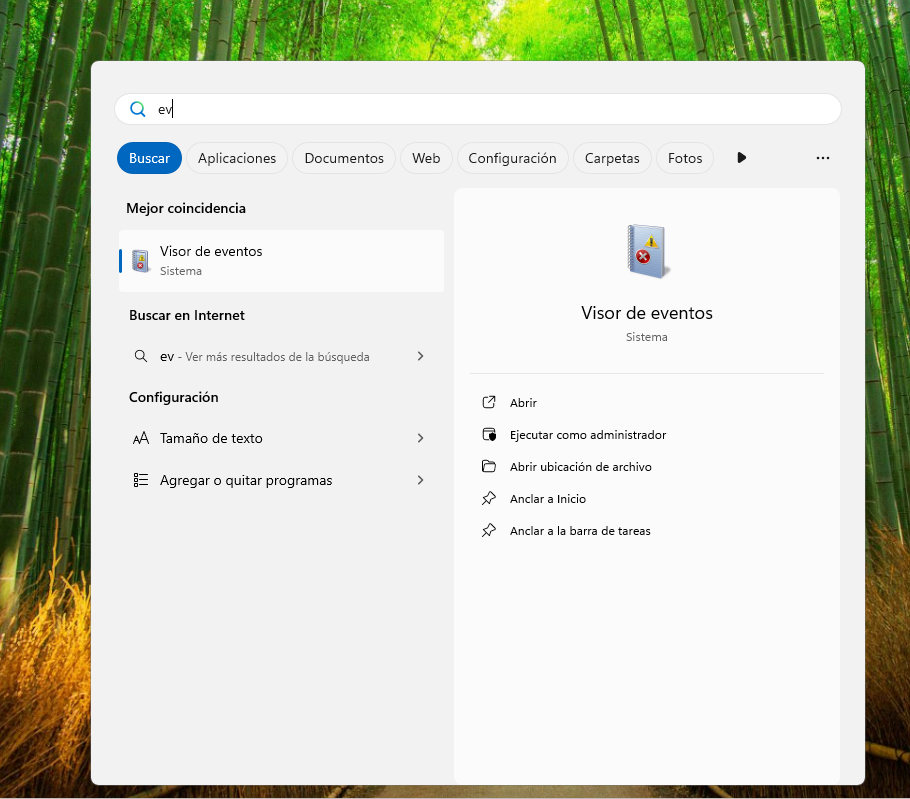 ev
Buscar Aplicaciones Documentos Web Configuración Carpetas Fotos
Mejor coincidencia
Visor de eventos
Sistema
Buscar en Internet
ev - Ver más resultados de la búsqueda
Configuración
Tamaño de texto
Agregar o quitar programas
Visor de eventos
Sistema
Abrir
Ejecutar como administrador
Abrir ubicación de archivo
Anclar a Inicio
Anclar a la barra de tareas